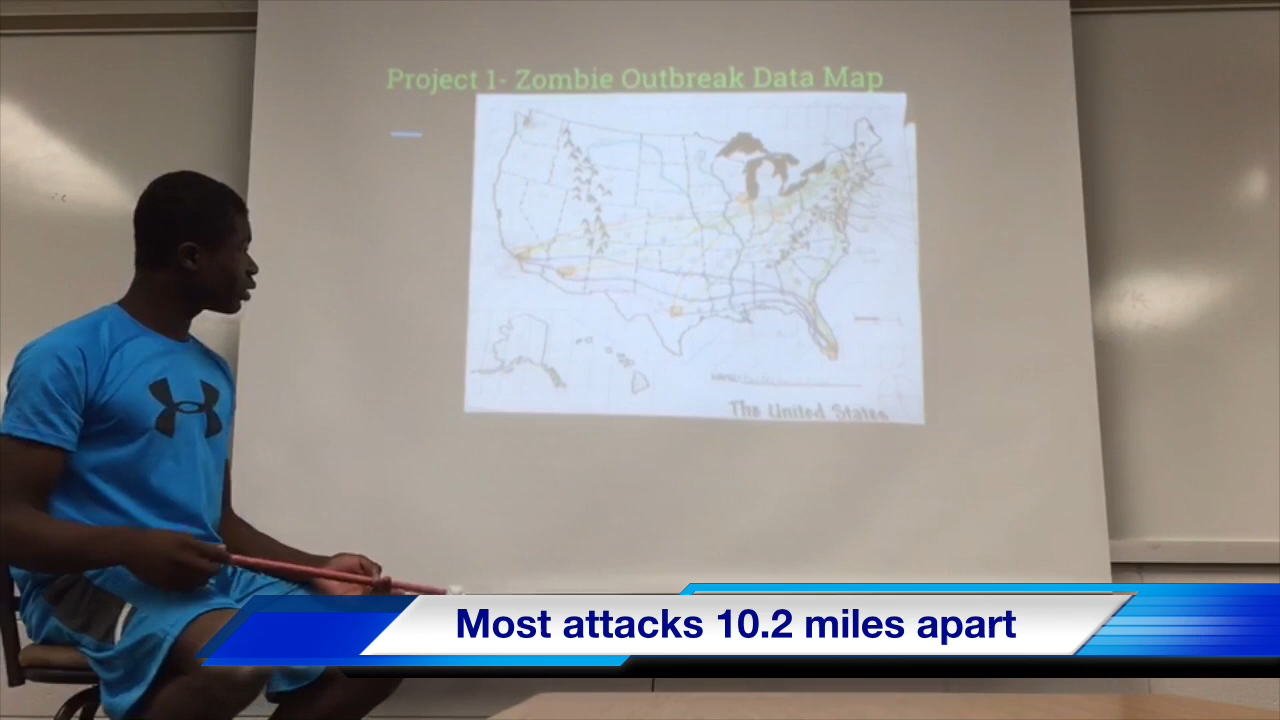 Project 1- Zombie Outbreak Data Map
The United States
Most attacks 10.2 miles apart